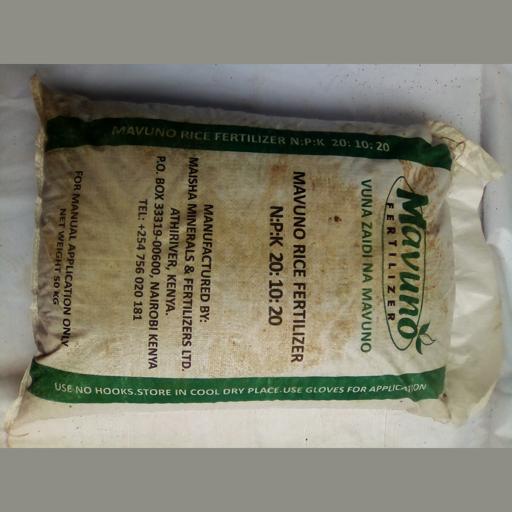 Mavuno
FERTILIZER
VUNA ZAIDI NA MAVUNO
MAVUNO RICE FERTILIZER
N:P:K 20:10:20
MANUFACTURED BY:
MAISHA MINERALS & FERTILIZERS LTD.
ATHIRIVER, KENYA.
P.O. BOX 33319-00600, NAIROBI KENYA
TEL: +254 756 020 181
FOR MANUAL APPLICATION ONLY
NET WEIGHT 50 KG
MAVUNO RICE FERTILIZER N:P:K 20:10:20
USE NO HOOKS.STORE IN COOL DRY PLACE.USE GLOVES FOR APPLICATION